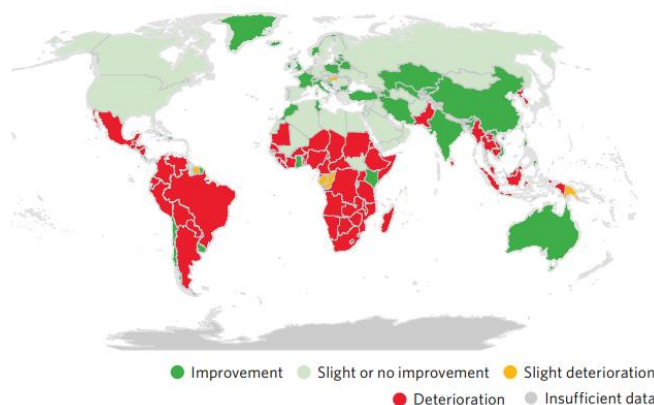 Improvement Slight or no improvement Slight deterioration
Deterioration Insufficient data